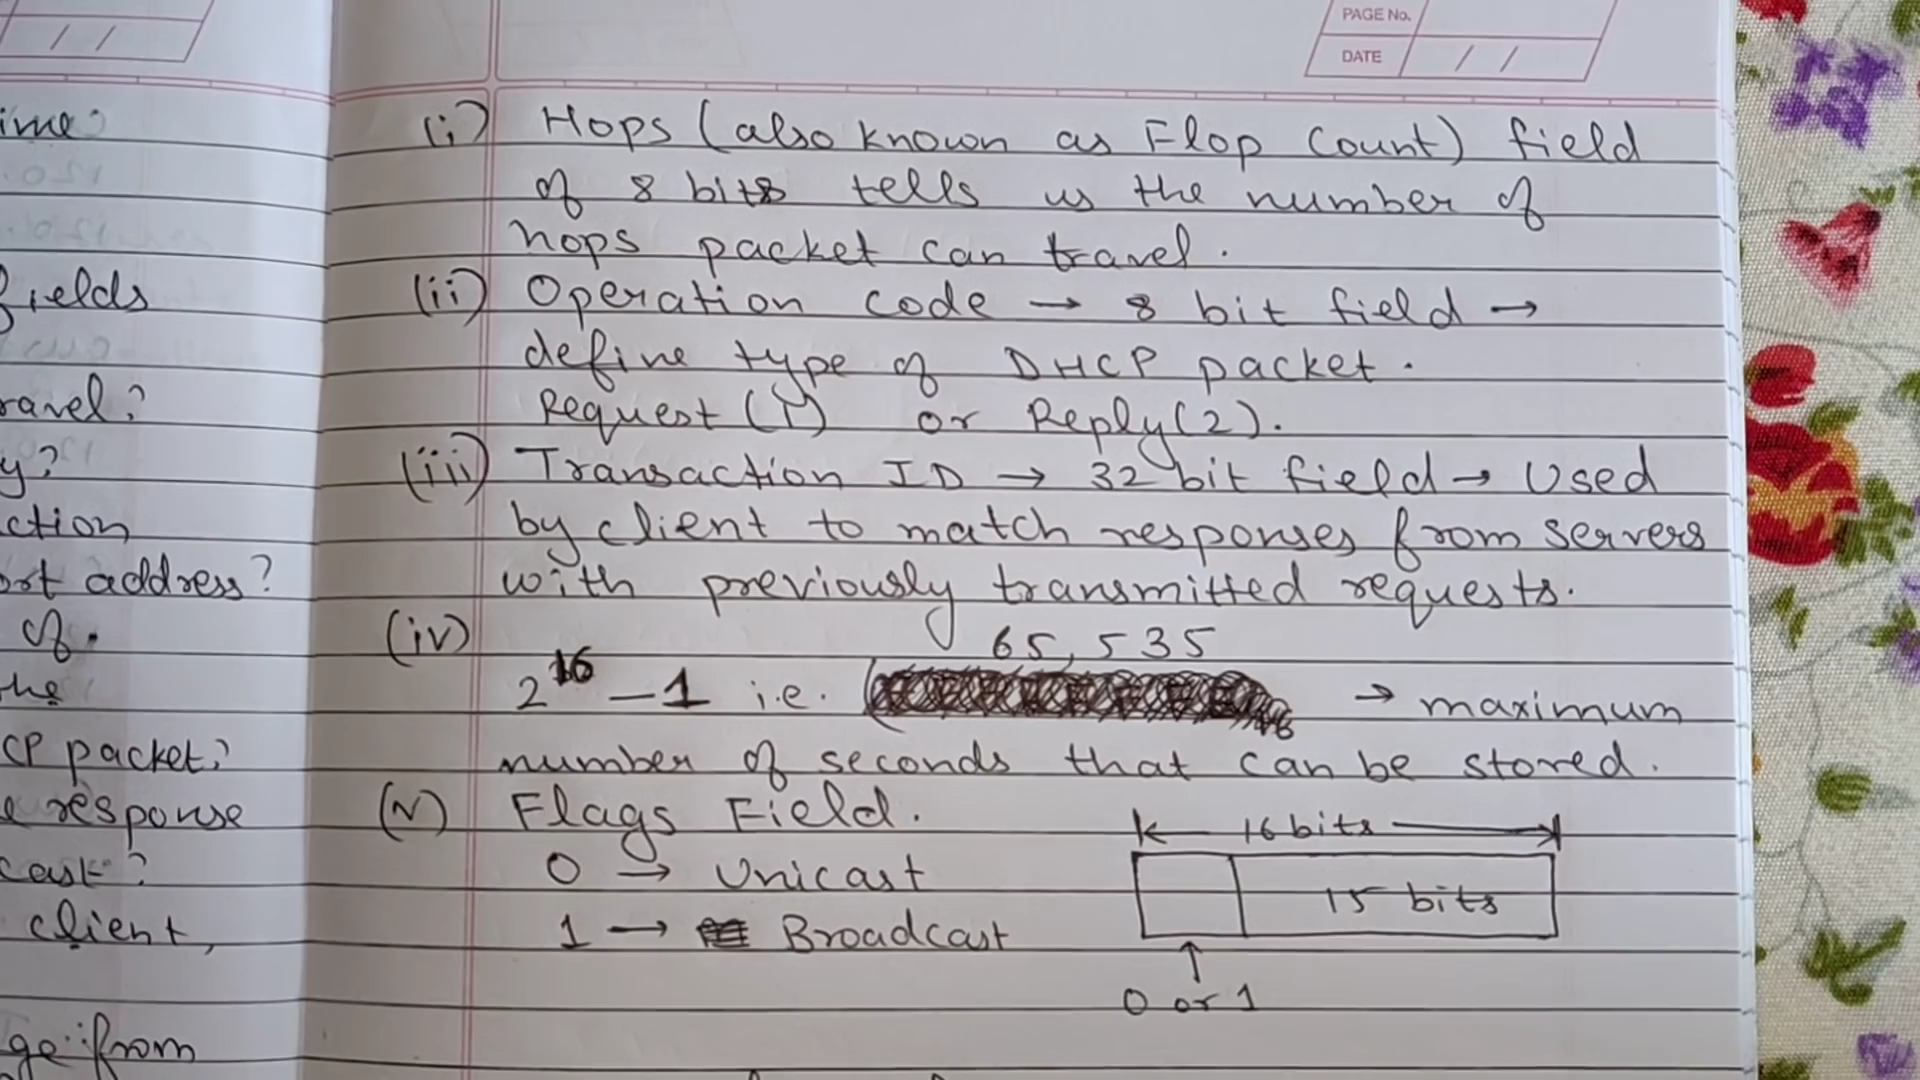 PAGE No.
DATE / /
/ /
ime?
fields
ravel?
y?
ction
ort address?
of
the
CP packet?
e response
cast?
client,
ge from
(i) Hops (also known as Flop Count) field
of 8 bits tells us the number of
hops packet can travel.
(ii) Operation code → 8 bit field →
define type of DHCP packet.
Request (1) or Reply (2).
(iii) Transaction ID → 32 bit field → Used
by client to match responses from servers
with previously transmitted requests.
(iv) 65,535
2^16 - 1 i.e. → maximum
number of seconds that can be stored.
(v) Flags Field.
0 → Unicast
1 → Broadcast
16 bits
15 bits
↑
0 or 1